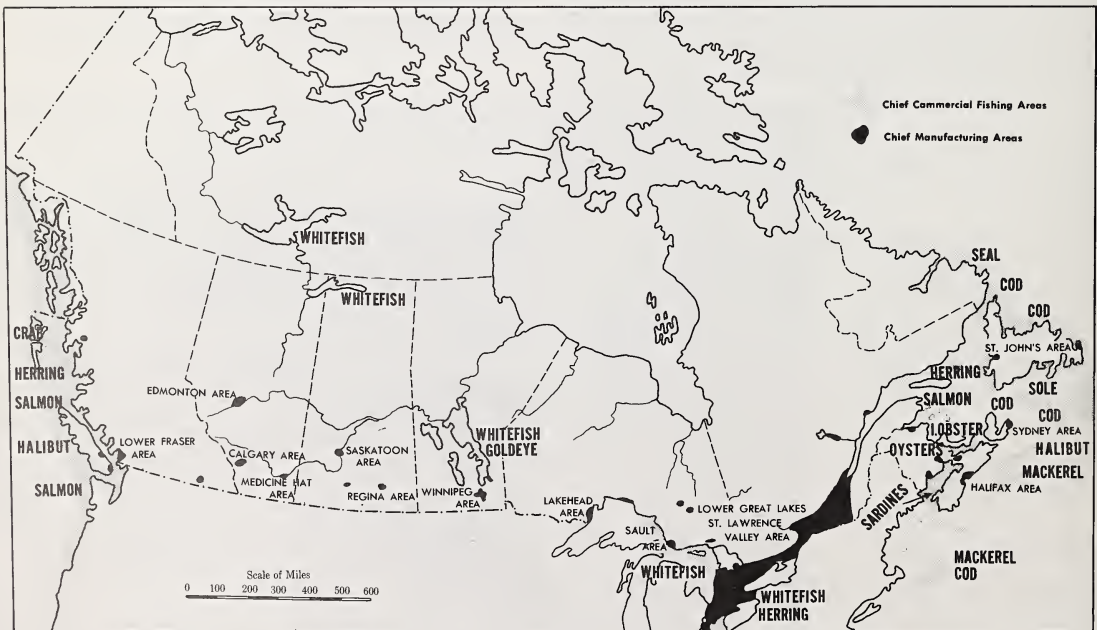 Chief Commercial Fishing Areas
Chief Manufacturing Areas
WHITEFISH
WHITEFISH
SEAL
COD
COD
CRAB
ST. JOHN'S AREA
HERRING
HERRING
SOLE
EDMONTON AREA
SALMON
SALMON
COD
COD
LOBSTER
SYDNEY AREA
WHITEFISH
GOLDEYE
HALIBUT
LOWER FRASER
AREA
CALGARY AREA
SASKATOON
AREA
OYSTERS
HALIBUT
MACKEREL
MEDICINE HAT
AREA
REGINA AREA
WINNIPEG
AREA
HALIFAX AREA
SALMON
LAKEHEAD
AREA
LOWER GREAT LAKES
ST. LAWRENCE
VALLEY AREA
SARDINES
SAULT
AREA
MACKEREL
COD
WHITEFISH
Scale of Miles
0 100 200 300 400 500 600
WHITEFISH
HERRING